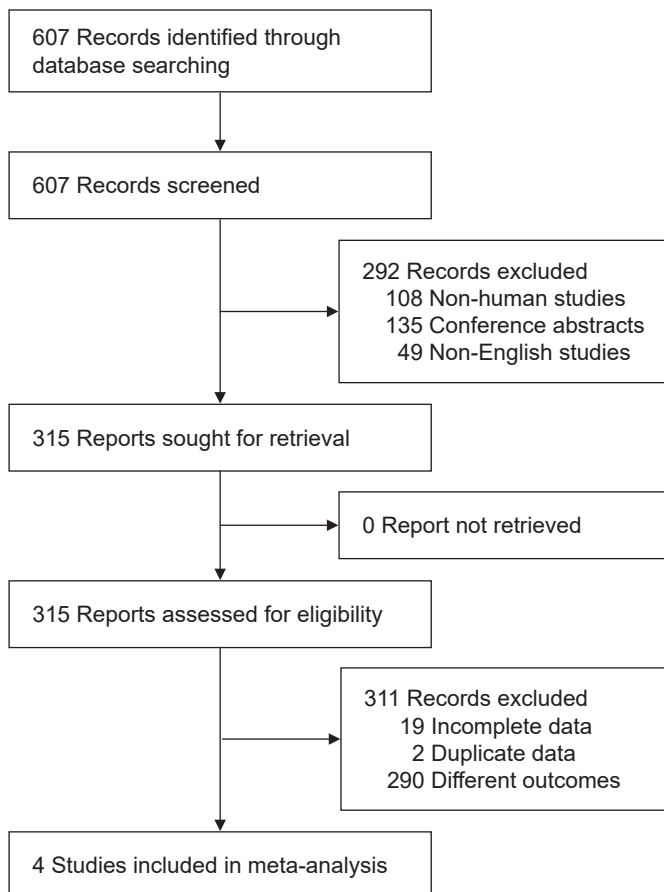 607 Records identified through
database searching
607 Records screened
292 Records excluded
108 Non-human studies
135 Conference abstracts
49 Non-English studies
315 Reports sought for retrieval
0 Report not retrieved
315 Reports assessed for eligibility
311 Records excluded
19 Incomplete data
2 Duplicate data
290 Different outcomes
4 Studies included in meta-analysis